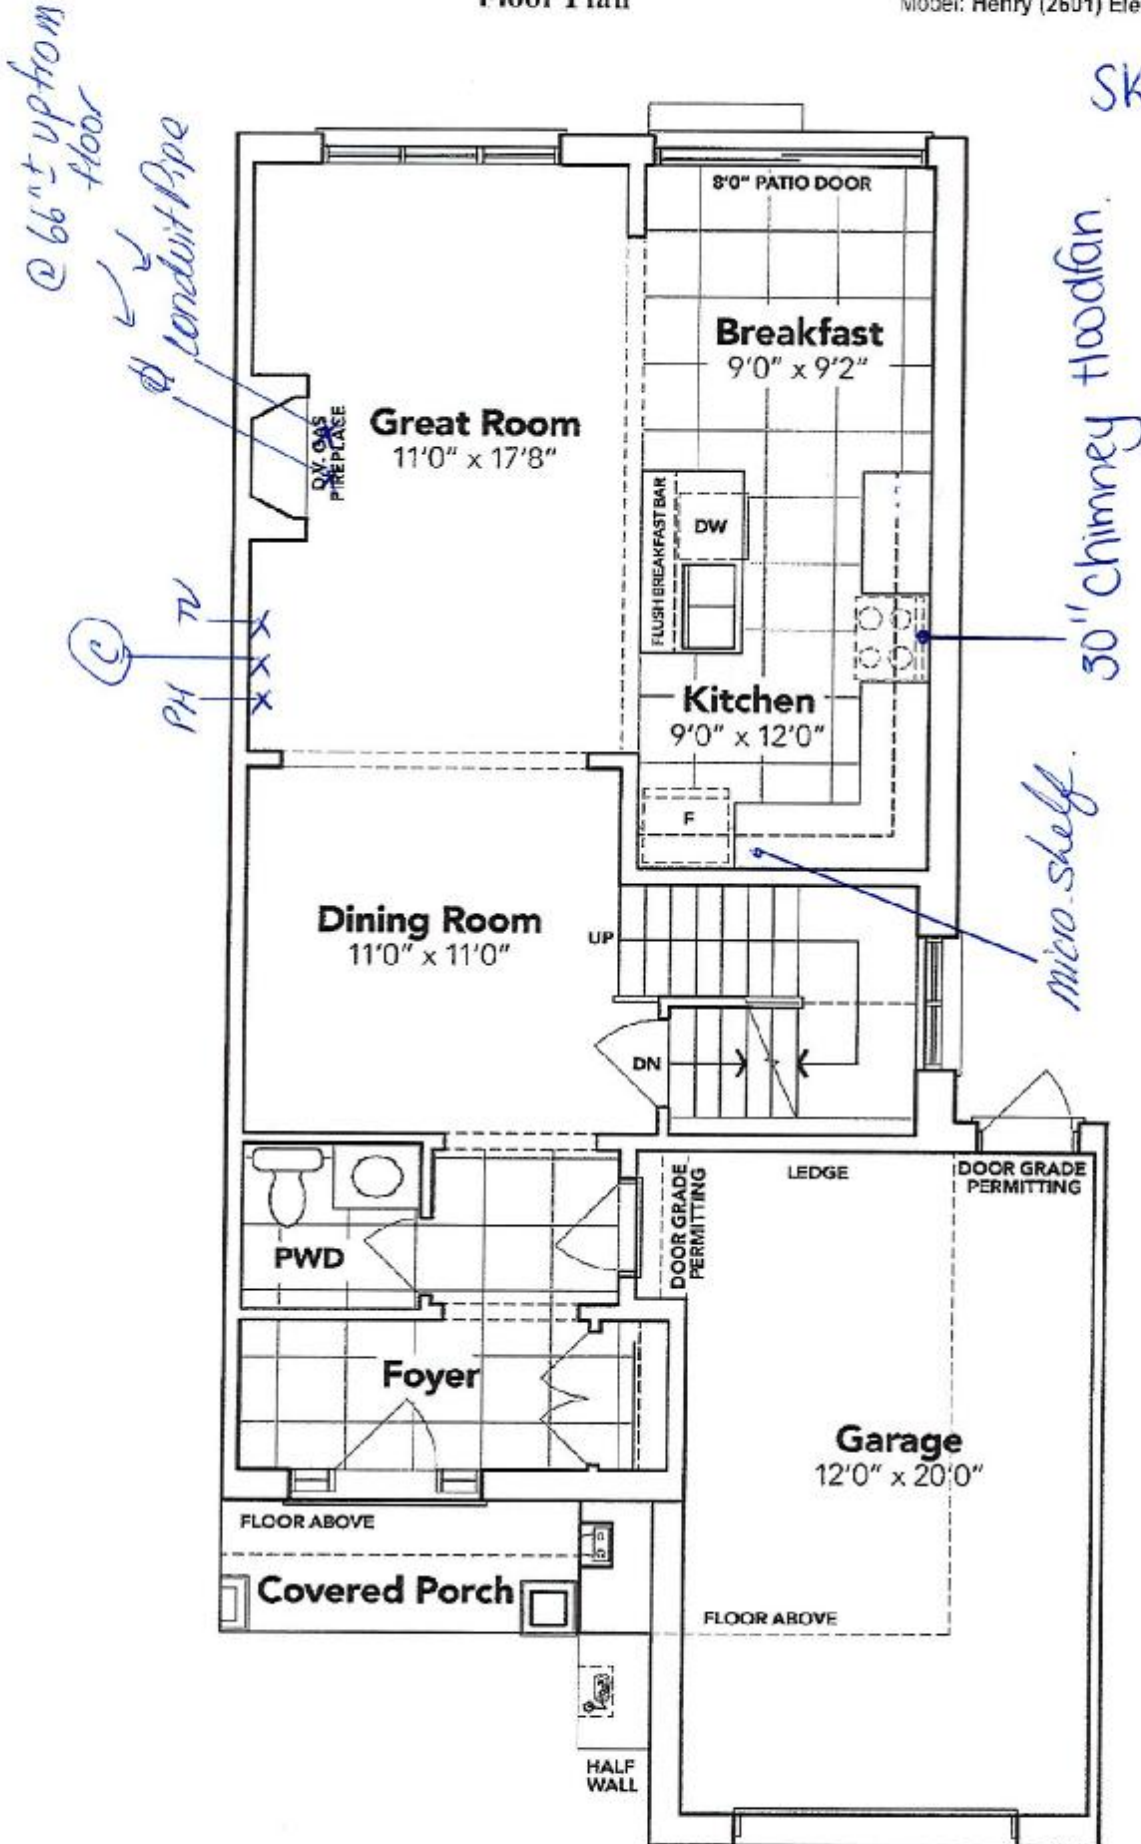 Floor Plan
Model: Henry (2601) Ele
@ 66"± up from
floor
conduit Pipe
SK
8'0" PATIO DOOR
Breakfast
9'0" x 9'2"
30" chimney Hoodfan.
Great Room
11'0" x 17'8"
D.V. GAS
FIREPLACE
FLUSH BREAKFAST BAR
DW
TV
C
PH
Kitchen
9'0" x 12'0"
F
micro.shelf.
Dining Room
11'0" x 11'0"
UP
DN
LEDGE
DOOR GRADE
PERMITTING
DOOR GRADE
PERMITTING
PWD
Foyer
Garage
12'0" x 20'0"
FLOOR ABOVE
Covered Porch
FLOOR ABOVE
HALF
WALL